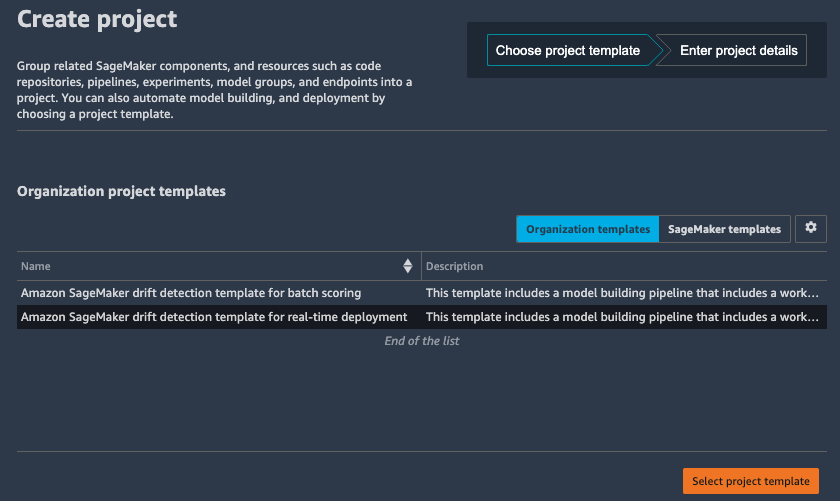 Create project
Choose project template
Enter project details
Group related SageMaker components, and resources such as code
repositories, pipelines, experiments, model groups, and endpoints into a
project. You can also automate model building, and deployment by
choosing a project template.
Organization project templates
Organization templates
SageMaker templates
Name
Description
Amazon SageMaker drift detection template for batch scoring
This template includes a model building pipeline that includes a work...
Amazon SageMaker drift detection template for real-time deployment
This template includes a model building pipeline that includes a work...
End of the list
Select project template